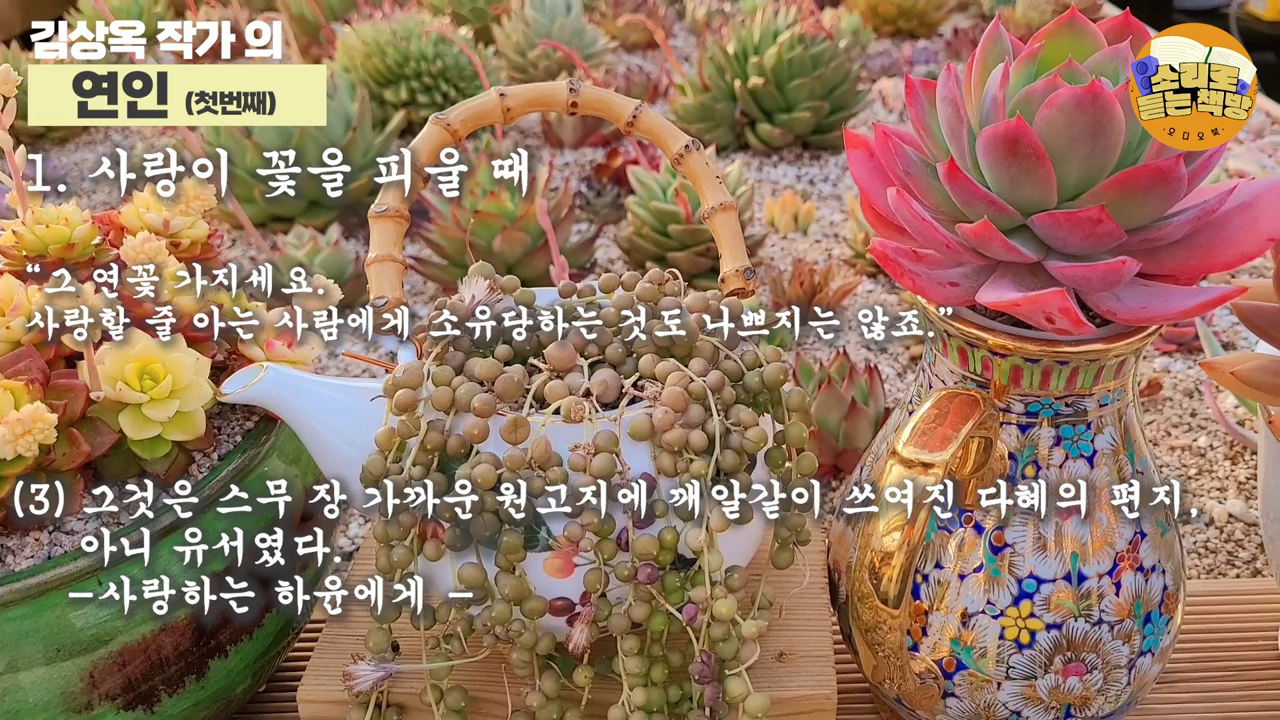 김상옥 작가 의
연인 (첫번째)
소리로
듣는 책방
·오디오북·
1. 사랑이 꽃을 피울 때
“그 연꽃 가지세요.
사랑할 줄 아는 사람에게 소유당하는 것도 나쁘지는 않죠.”
(3) 그것은 스무 장 가까운 원고지에 깨알같이 쓰여진 다혜의 편지,
아니 유서였다.
–사랑하는 하윤에게 –